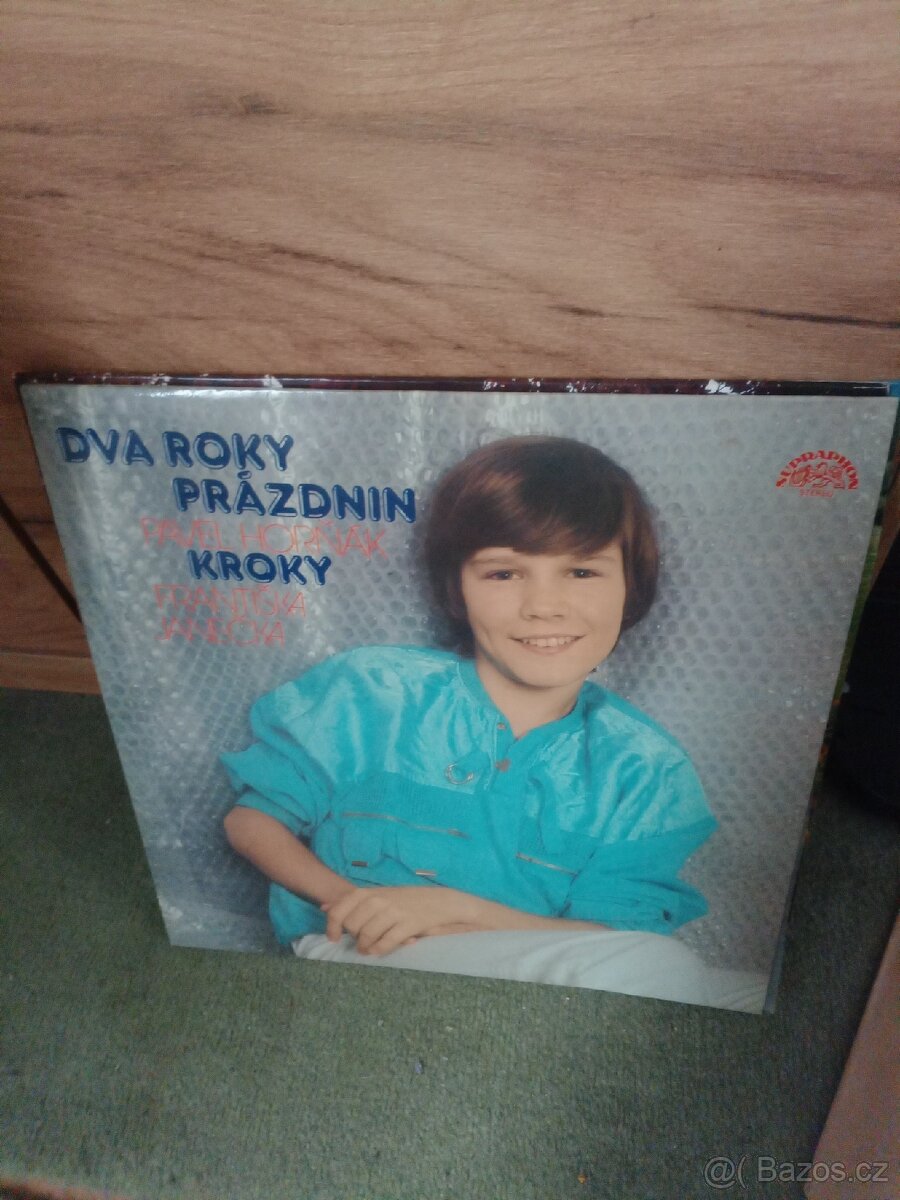 DVA ROKY
PRÁZDNIN
PAVEL HORŇÁK
KROKY
FRANTIŠKA
JANEČKA
SUPRAPHON
STEREO
@( Bazos.cz